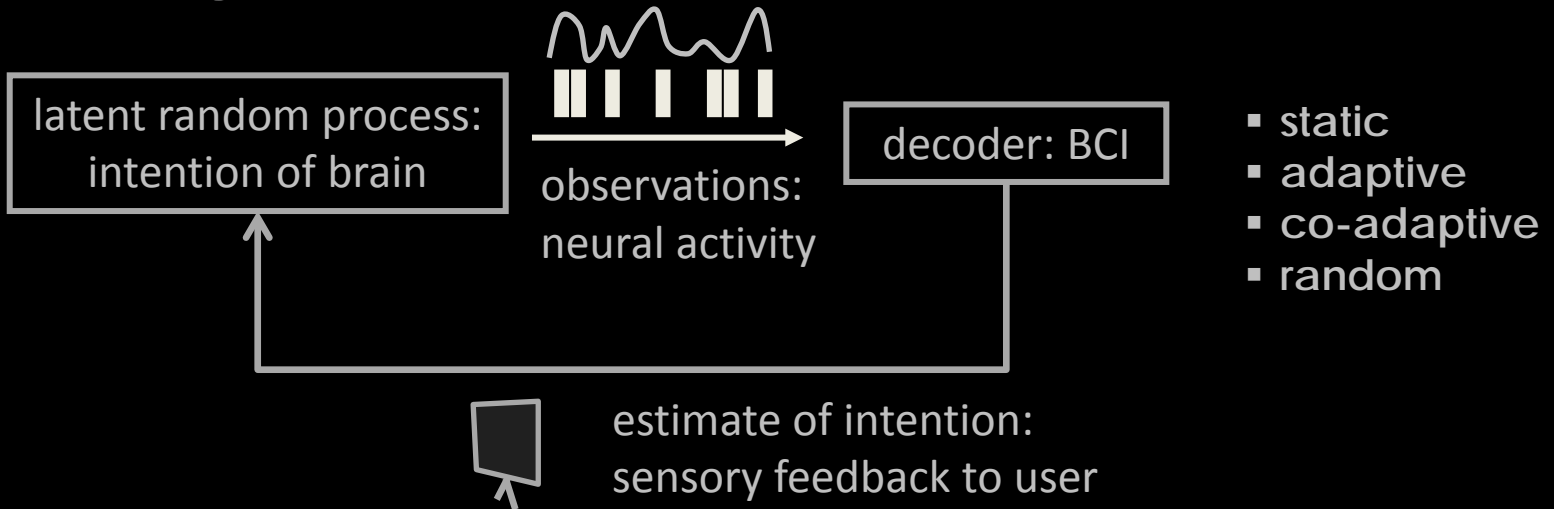 latent random process:
intention of brain
observations:
neural activity
decoder: BCI
▪ static
▪ adaptive
▪ co-adaptive
▪ random
estimate of intention:
sensory feedback to user